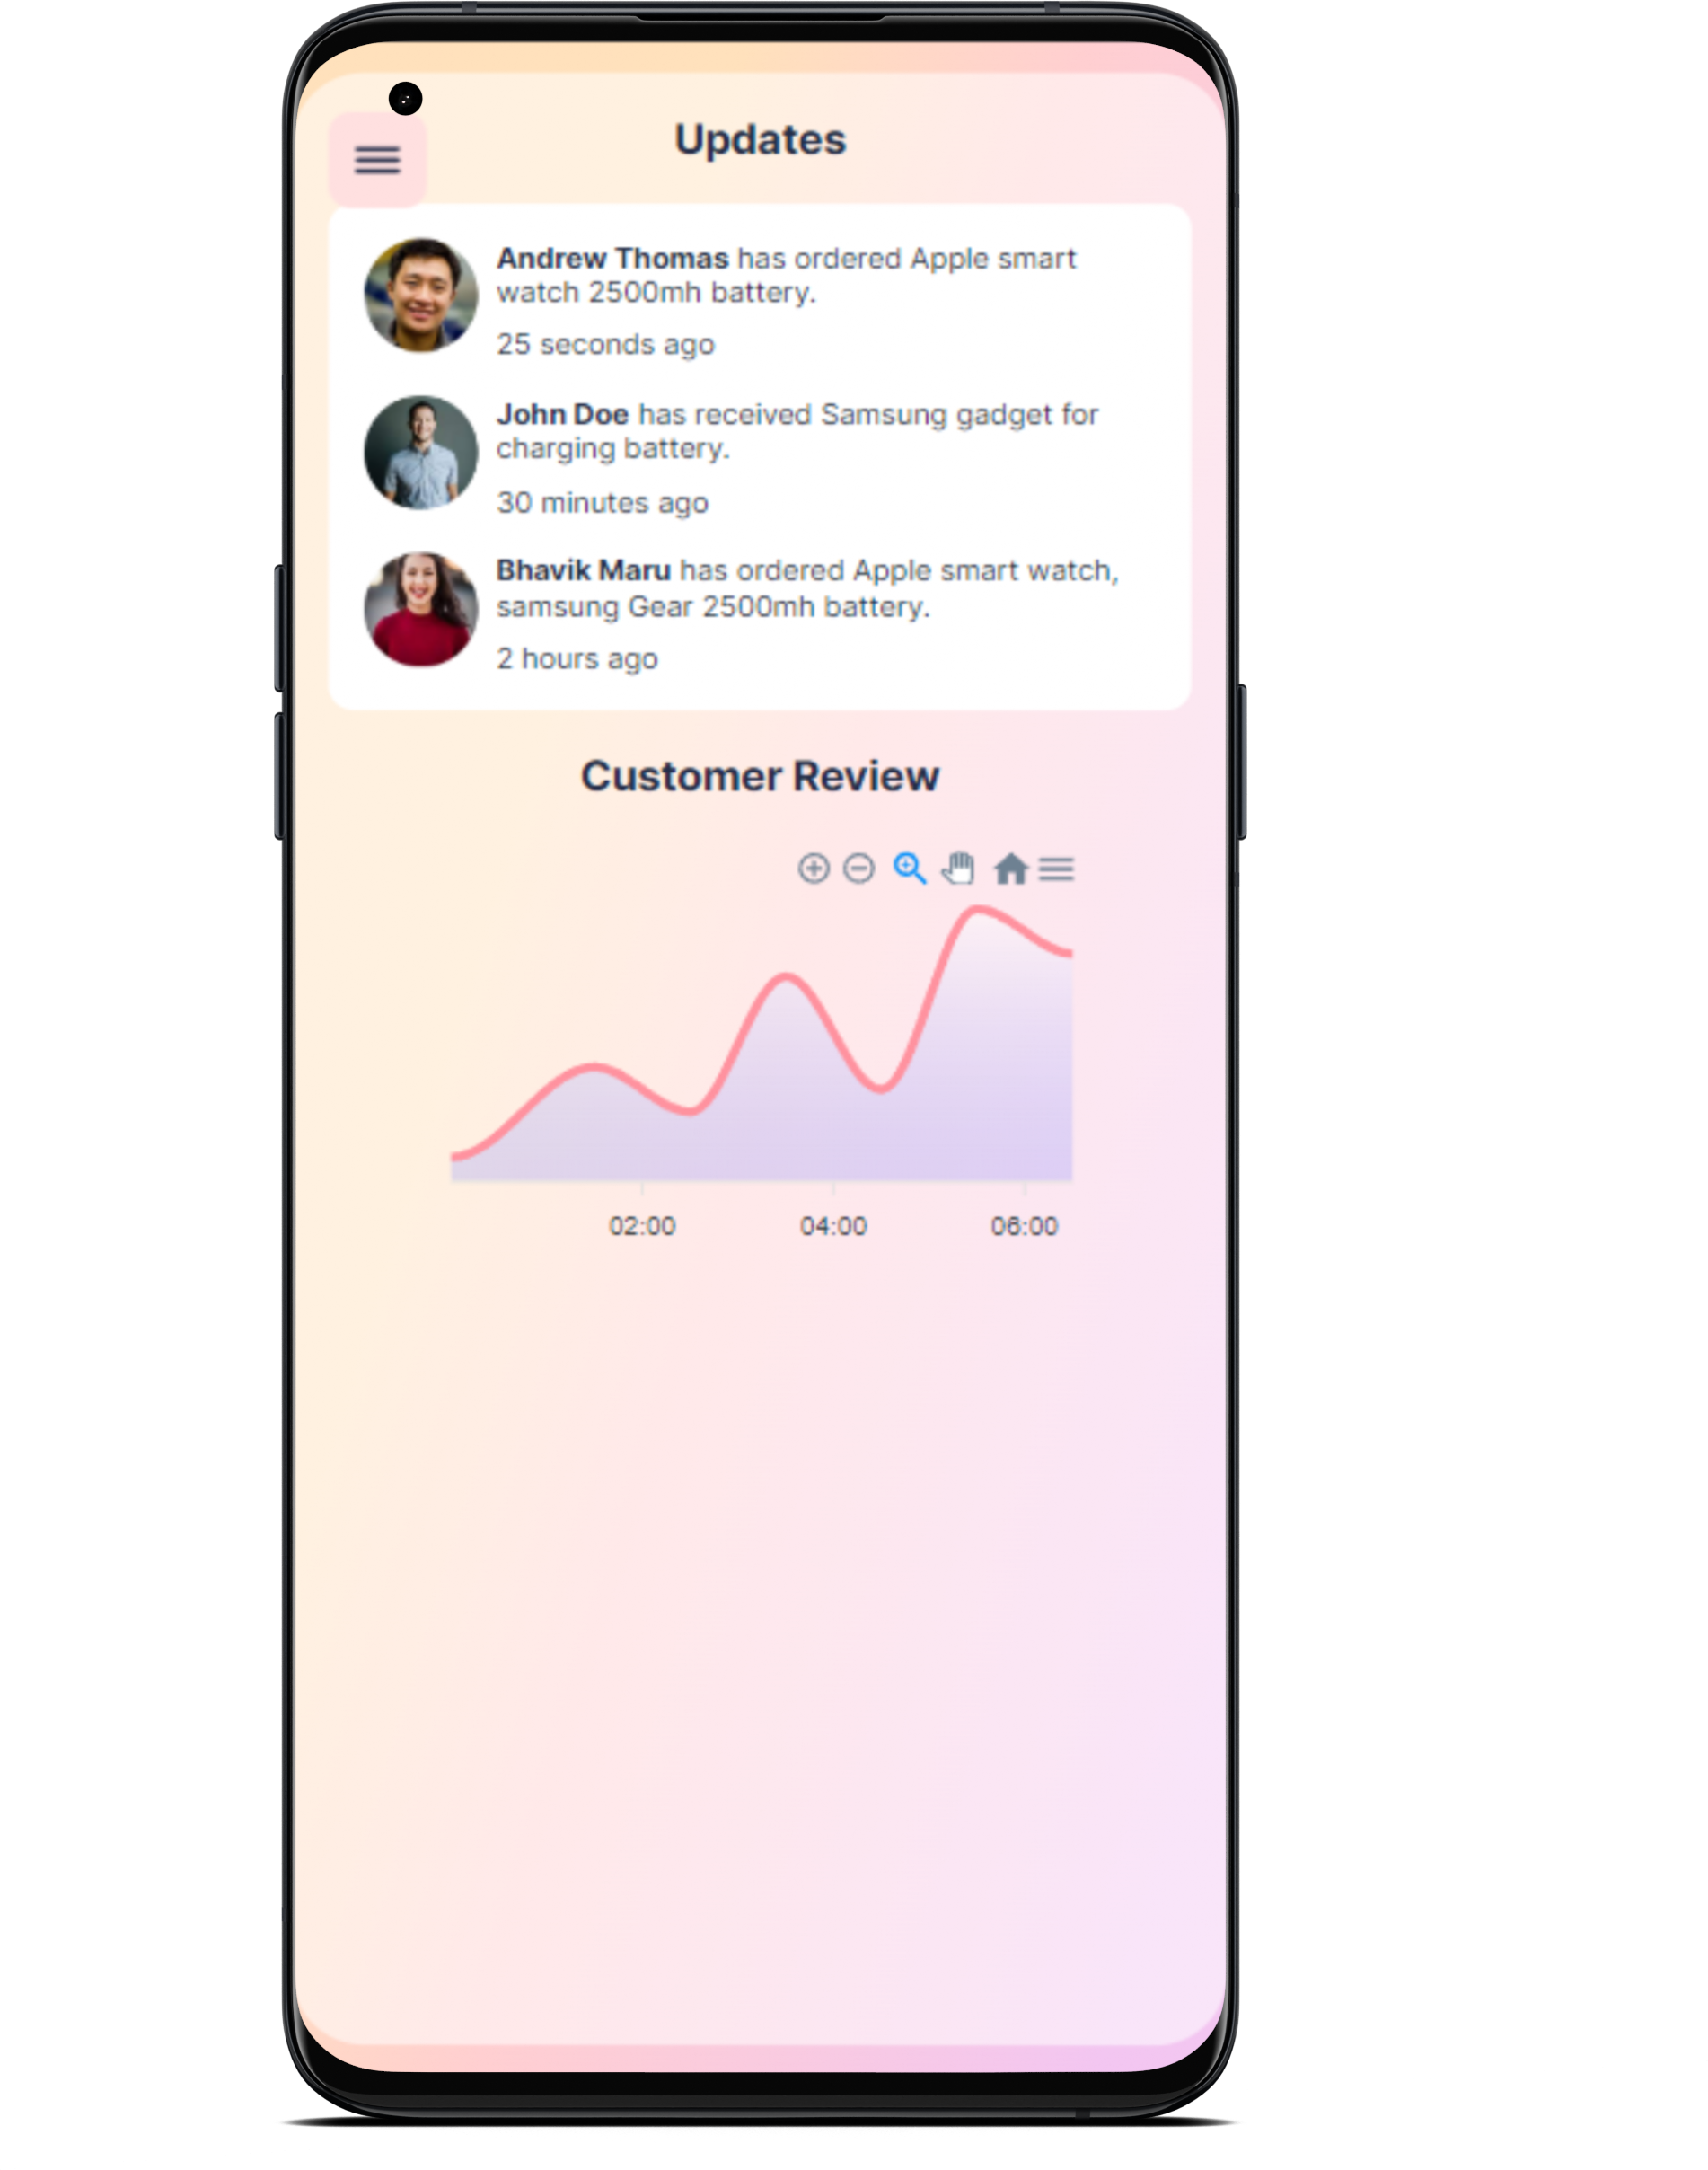 Updates
Andrew Thomas has ordered Apple smart
watch 2500mh battery.
25 seconds ago
John Doe has received Samsung gadget for
charging battery.
30 minutes ago
Bhavik Maru has ordered Apple smart watch,
samsung Gear 2500mh battery.
2 hours ago
Customer Review
02:00 04:00 06:00